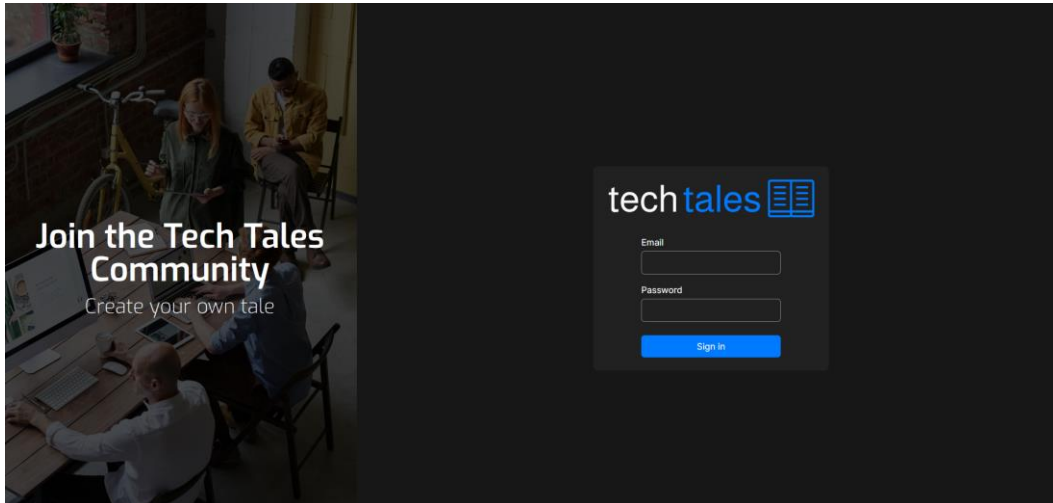 Join the Tech Tales
Community
Create your own tale
tech tales
Email
Password
Sign in